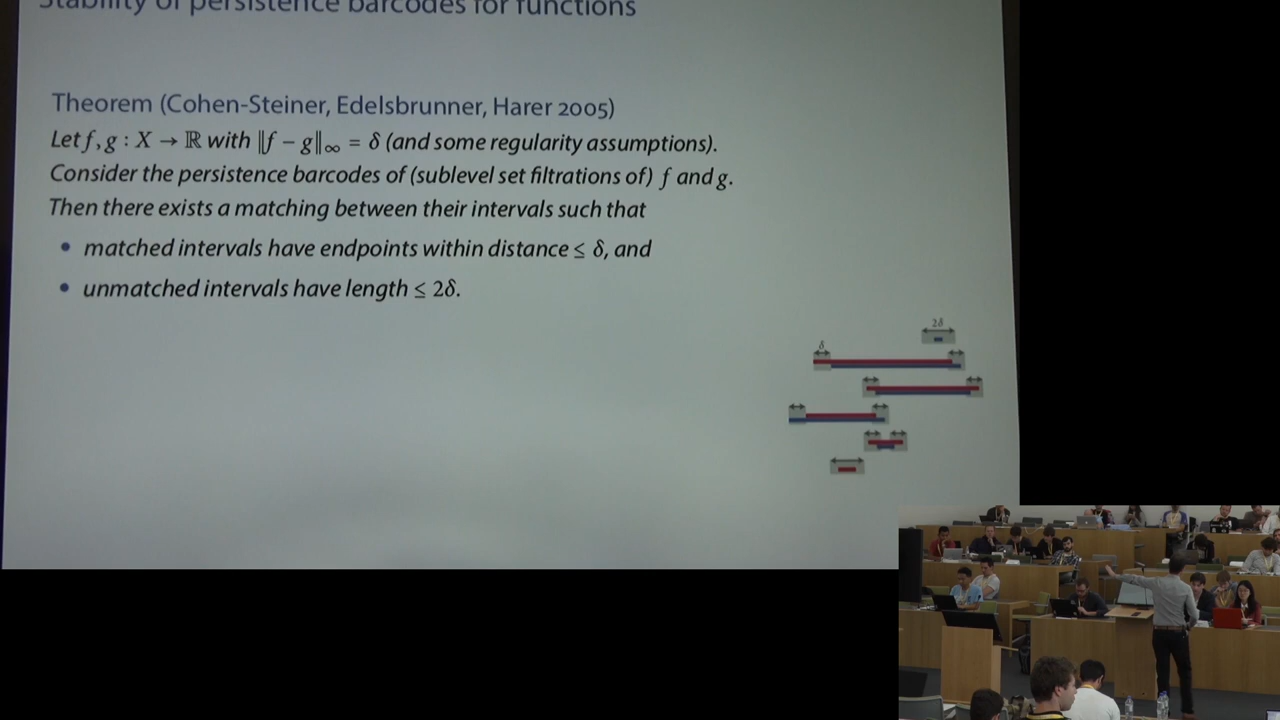 Stability of persistence barcodes for functions
Theorem (Cohen-Steiner, Edelsbrunner, Harer 2005)
Let f, g : X → ℝ with ‖f − g‖∞ = δ (and some regularity assumptions).
Consider the persistence barcodes of (sublevel set filtrations of) f and g.
Then there exists a matching between their intervals such that
• matched intervals have endpoints within distance ≤ δ, and
• unmatched intervals have length ≤ 2δ.
2δ
δ